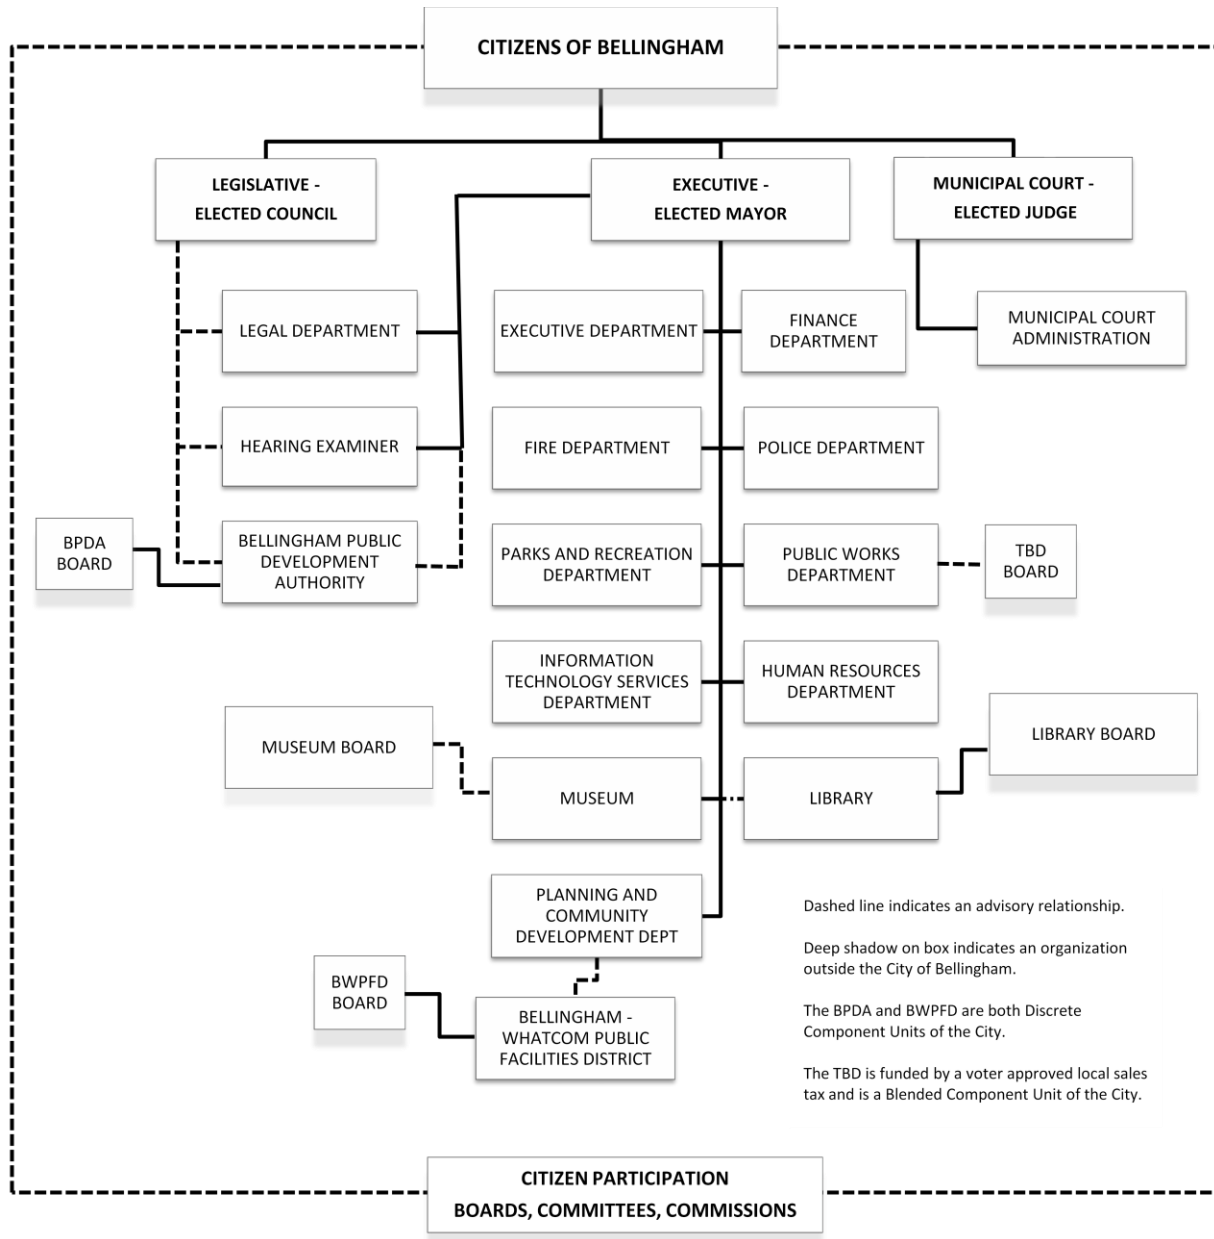 CITIZENS OF BELLINGHAM
LEGISLATIVE -
ELECTED COUNCIL
EXECUTIVE -
ELECTED MAYOR
MUNICIPAL COURT -
ELECTED JUDGE
LEGAL DEPARTMENT
EXECUTIVE DEPARTMENT
FINANCE
DEPARTMENT
MUNICIPAL COURT
ADMINISTRATION
HEARING EXAMINER
FIRE DEPARTMENT
POLICE DEPARTMENT
BPDA
BOARD
BELLINGHAM PUBLIC
DEVELOPMENT
AUTHORITY
PARKS AND RECREATION
DEPARTMENT
PUBLIC WORKS
DEPARTMENT
TBD
BOARD
INFORMATION
TECHNOLOGY SERVICES
DEPARTMENT
HUMAN RESOURCES
DEPARTMENT
MUSEUM BOARD
LIBRARY BOARD
MUSEUM
LIBRARY
PLANNING AND
COMMUNITY
DEVELOPMENT DEPT
BWPFD
BOARD
BELLINGHAM -
WHATCOM PUBLIC
FACILITIES DISTRICT
Dashed line indicates an advisory relationship.
Deep shadow on box indicates an organization
outside the City of Bellingham.
The BPDA and BWPFD are both Discrete
Component Units of the City.
The TBD is funded by a voter approved local sales
tax and is a Blended Component Unit of the City.
CITIZEN PARTICIPATION
BOARDS, COMMITTEES, COMMISSIONS